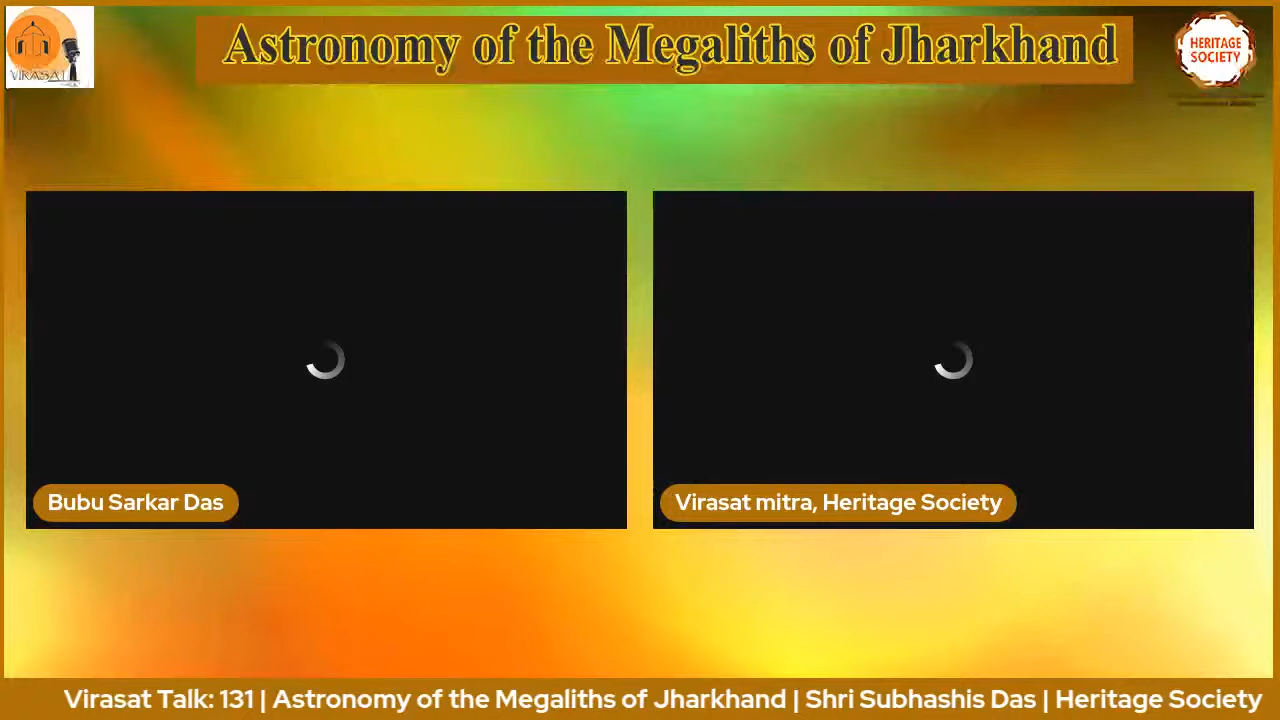 VIRASAT
Astronomy of the Megaliths of Jharkhand
HERITAGE
SOCIETY
Bubu Sarkar Das
Virasat mitra, Heritage Society
Virasat Talk: 131 | Astronomy of the Megaliths of Jharkhand | Shri Subhashis Das | Heritage Society